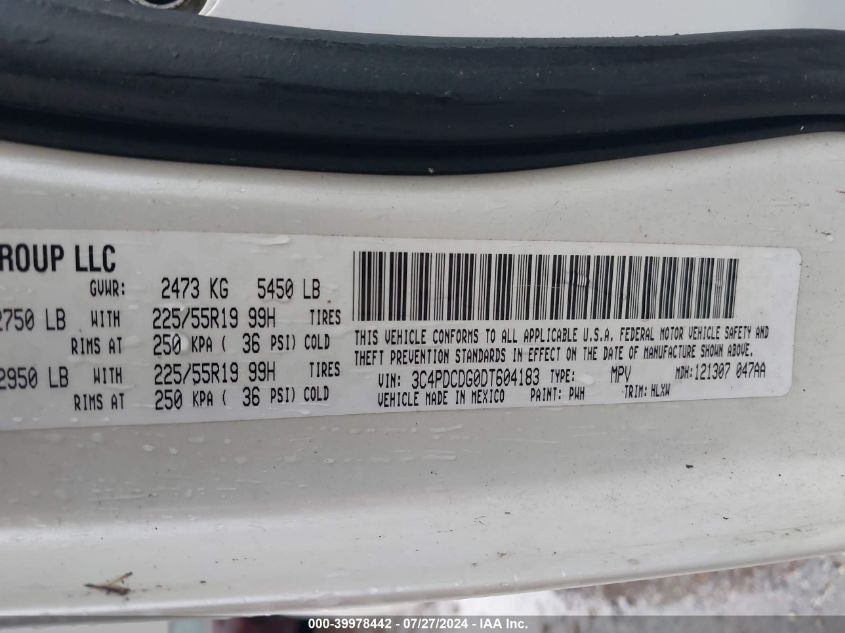 GROUP LLC
GVWR: 2473 KG 5450 LB
2750 LB WITH 225/55R19 99H TIRES
RIMS AT 250 KPA ( 36 PSI) COLD
2950 LB WITH 225/55R19 99H TIRES
RIMS AT 250 KPA ( 36 PSI) COLD
THIS VEHICLE CONFORMS TO ALL APPLICABLE U.S.A. FEDERAL MOTOR VEHICLE SAFETY AND
THEFT PREVENTION STANDARDS IN EFFECT ON THE DATE OF MANUFACTURE SHOWN ABOVE.
VIN: 3C4PDCDG0DT604183 TYPE: MPV MDH: 121307 047AA
VEHICLE MADE IN MEXICO PAINT: PWH TRIM: HLXW
000-39978442 - 07/27/2024 - IAA Inc.